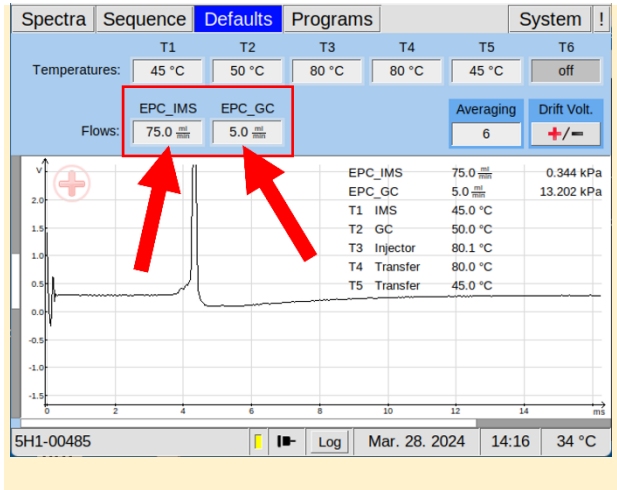 Spectra Sequence Defaults Programs System !
T1 T2 T3 T4 T5 T6
Temperatures: 45 °C 50 °C 80 °C 80 °C 45 °C off
EPC_IMS EPC_GC Averaging Drift Volt.
Flows: 75.0 ml/min 5.0 ml/min 6 +/-
V
EPC_IMS 75.0 ml/min 0.344 kPa
EPC_GC 5.0 ml/min 13.202 kPa
T1 IMS 45.0 °C
T2 GC 50.0 °C
T3 Injector 80.1 °C
T4 Transfer 80.0 °C
T5 Transfer 45.0 °C
2.0
1.5
1.0
0.5
0.0
-0.5
-1.0
-1.5
0 2 4 6 8 10 12 14 ms
5H1-00485 Log Mar. 28. 2024 14:16 34 °C